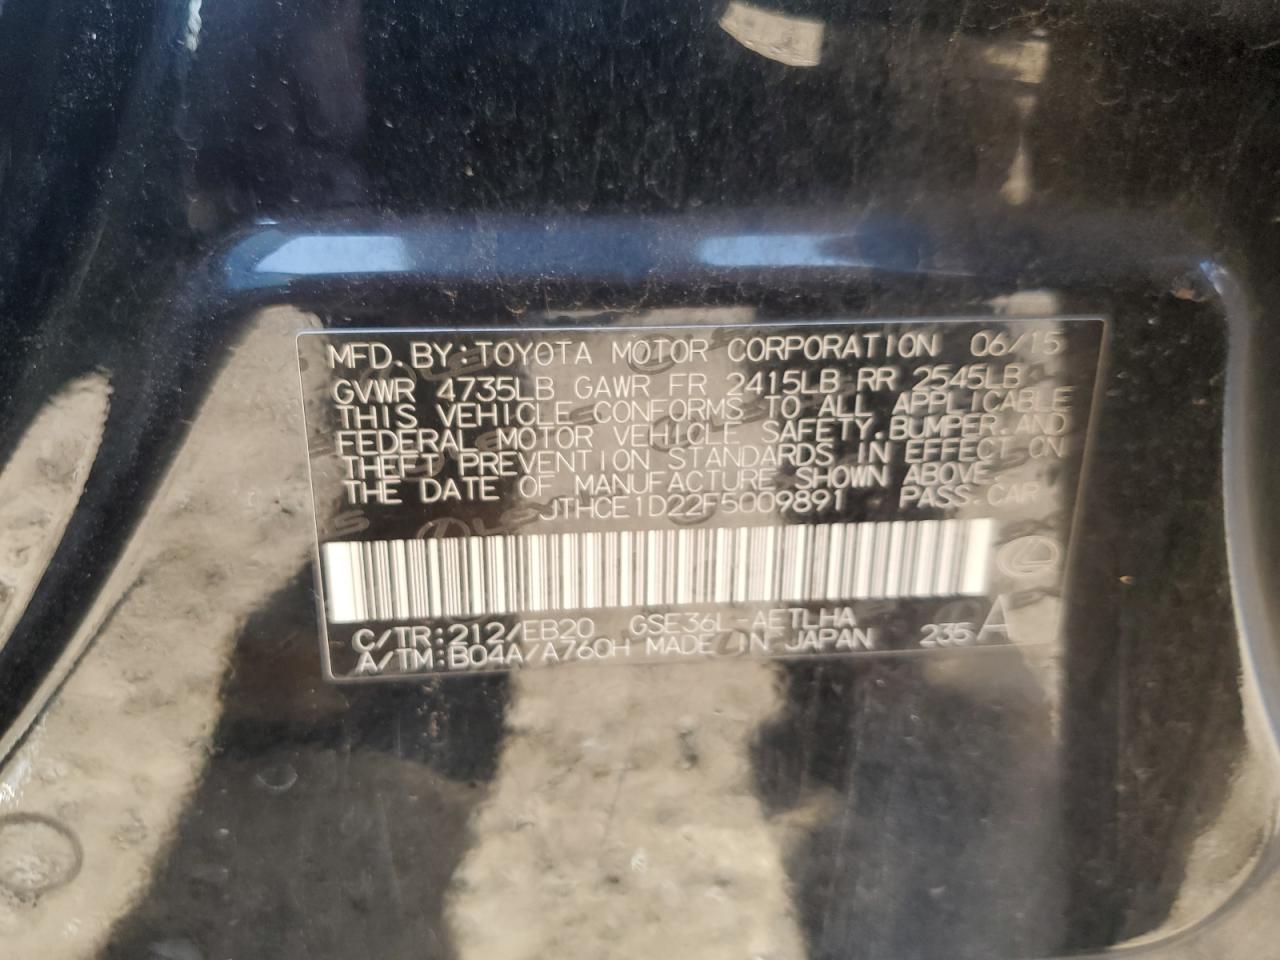 MFD. BY: TOYOTA MOTOR CORPORATION 06/15
GVWR 4735LB GAWR FR 2415LB RR 2545LB
THIS VEHICLE CONFORMS TO ALL APPLICABLE
FEDERAL MOTOR VEHICLE SAFETY, BUMPER, AND
THEFT PREVENTION STANDARDS IN EFFECT ON
THE DATE OF MANUFACTURE SHOWN ABOVE.
JTHCE1D22F5009891 PASS. CAR
C/TR: 212/EB20 GSE36L-AETLHA
A/TM: B04A/A760H MADE IN JAPAN 235 A